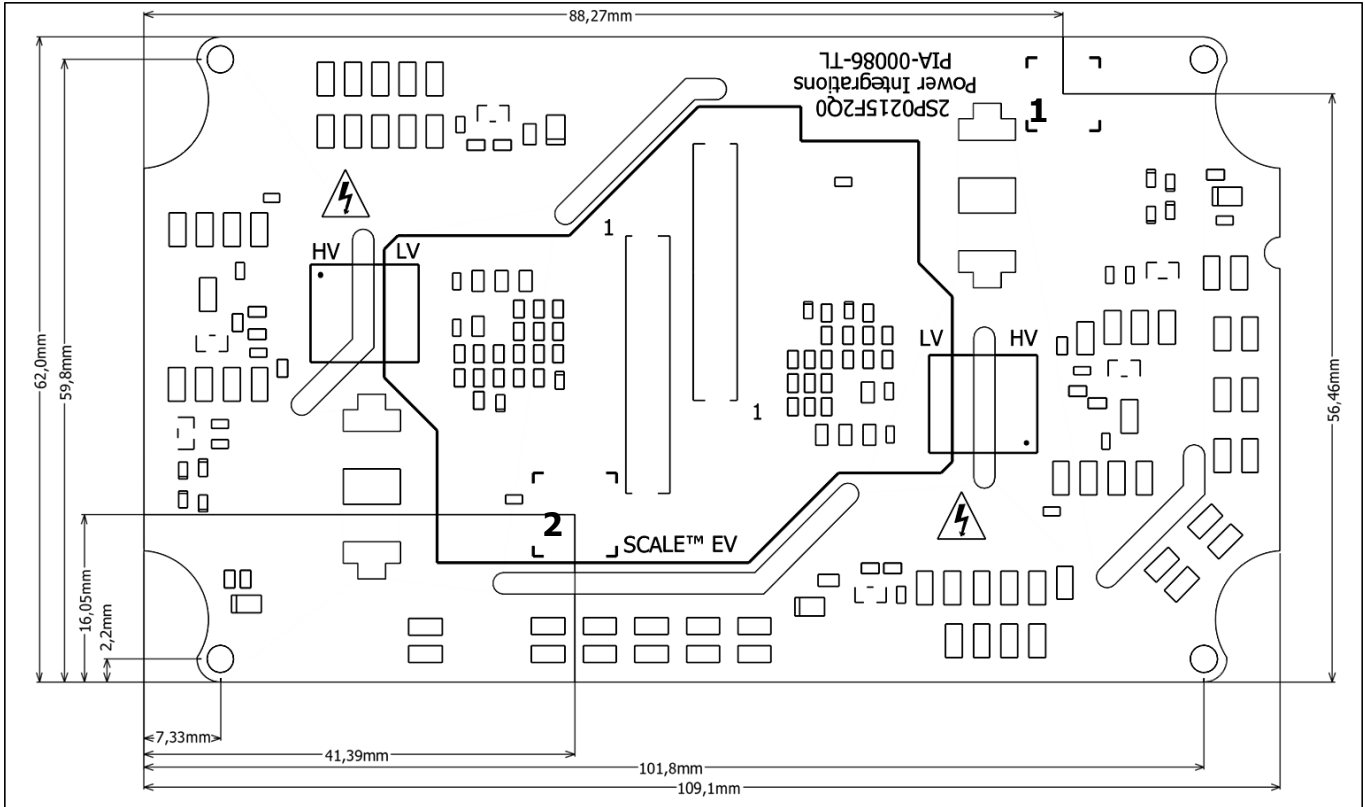 88,27mm
2SP0215F2Q0
Power Integrations
PIA-00086-TL
1
HV LV
1
LV HV
1
62,0mm
59,8mm
56,46mm
2
SCALE™ EV
16,05mm
2,2mm
7,33mm
41,39mm
101,8mm
109,1mm